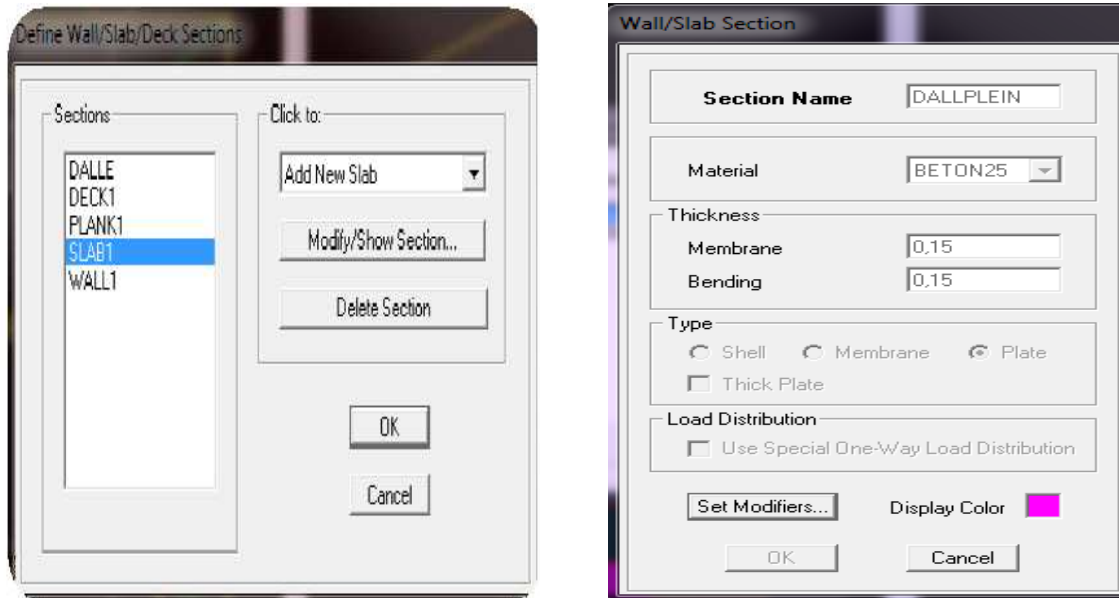 Define Wall/Slab/Deck Sections
Sections
DALLE
DECK1
PLANK1
SLAB1
WALL1
Click to:
Add New Slab
Modify/Show Section...
Delete Section
OK
Cancel
Wall/Slab Section
Section Name DALLPLEIN
Material BETON25
Thickness
Membrane 0,15
Bending 0,15
Type
Shell Membrane Plate
Thick Plate
Load Distribution
Use Special One-Way Load Distribution
Set Modifiers... Display Color
OK Cancel